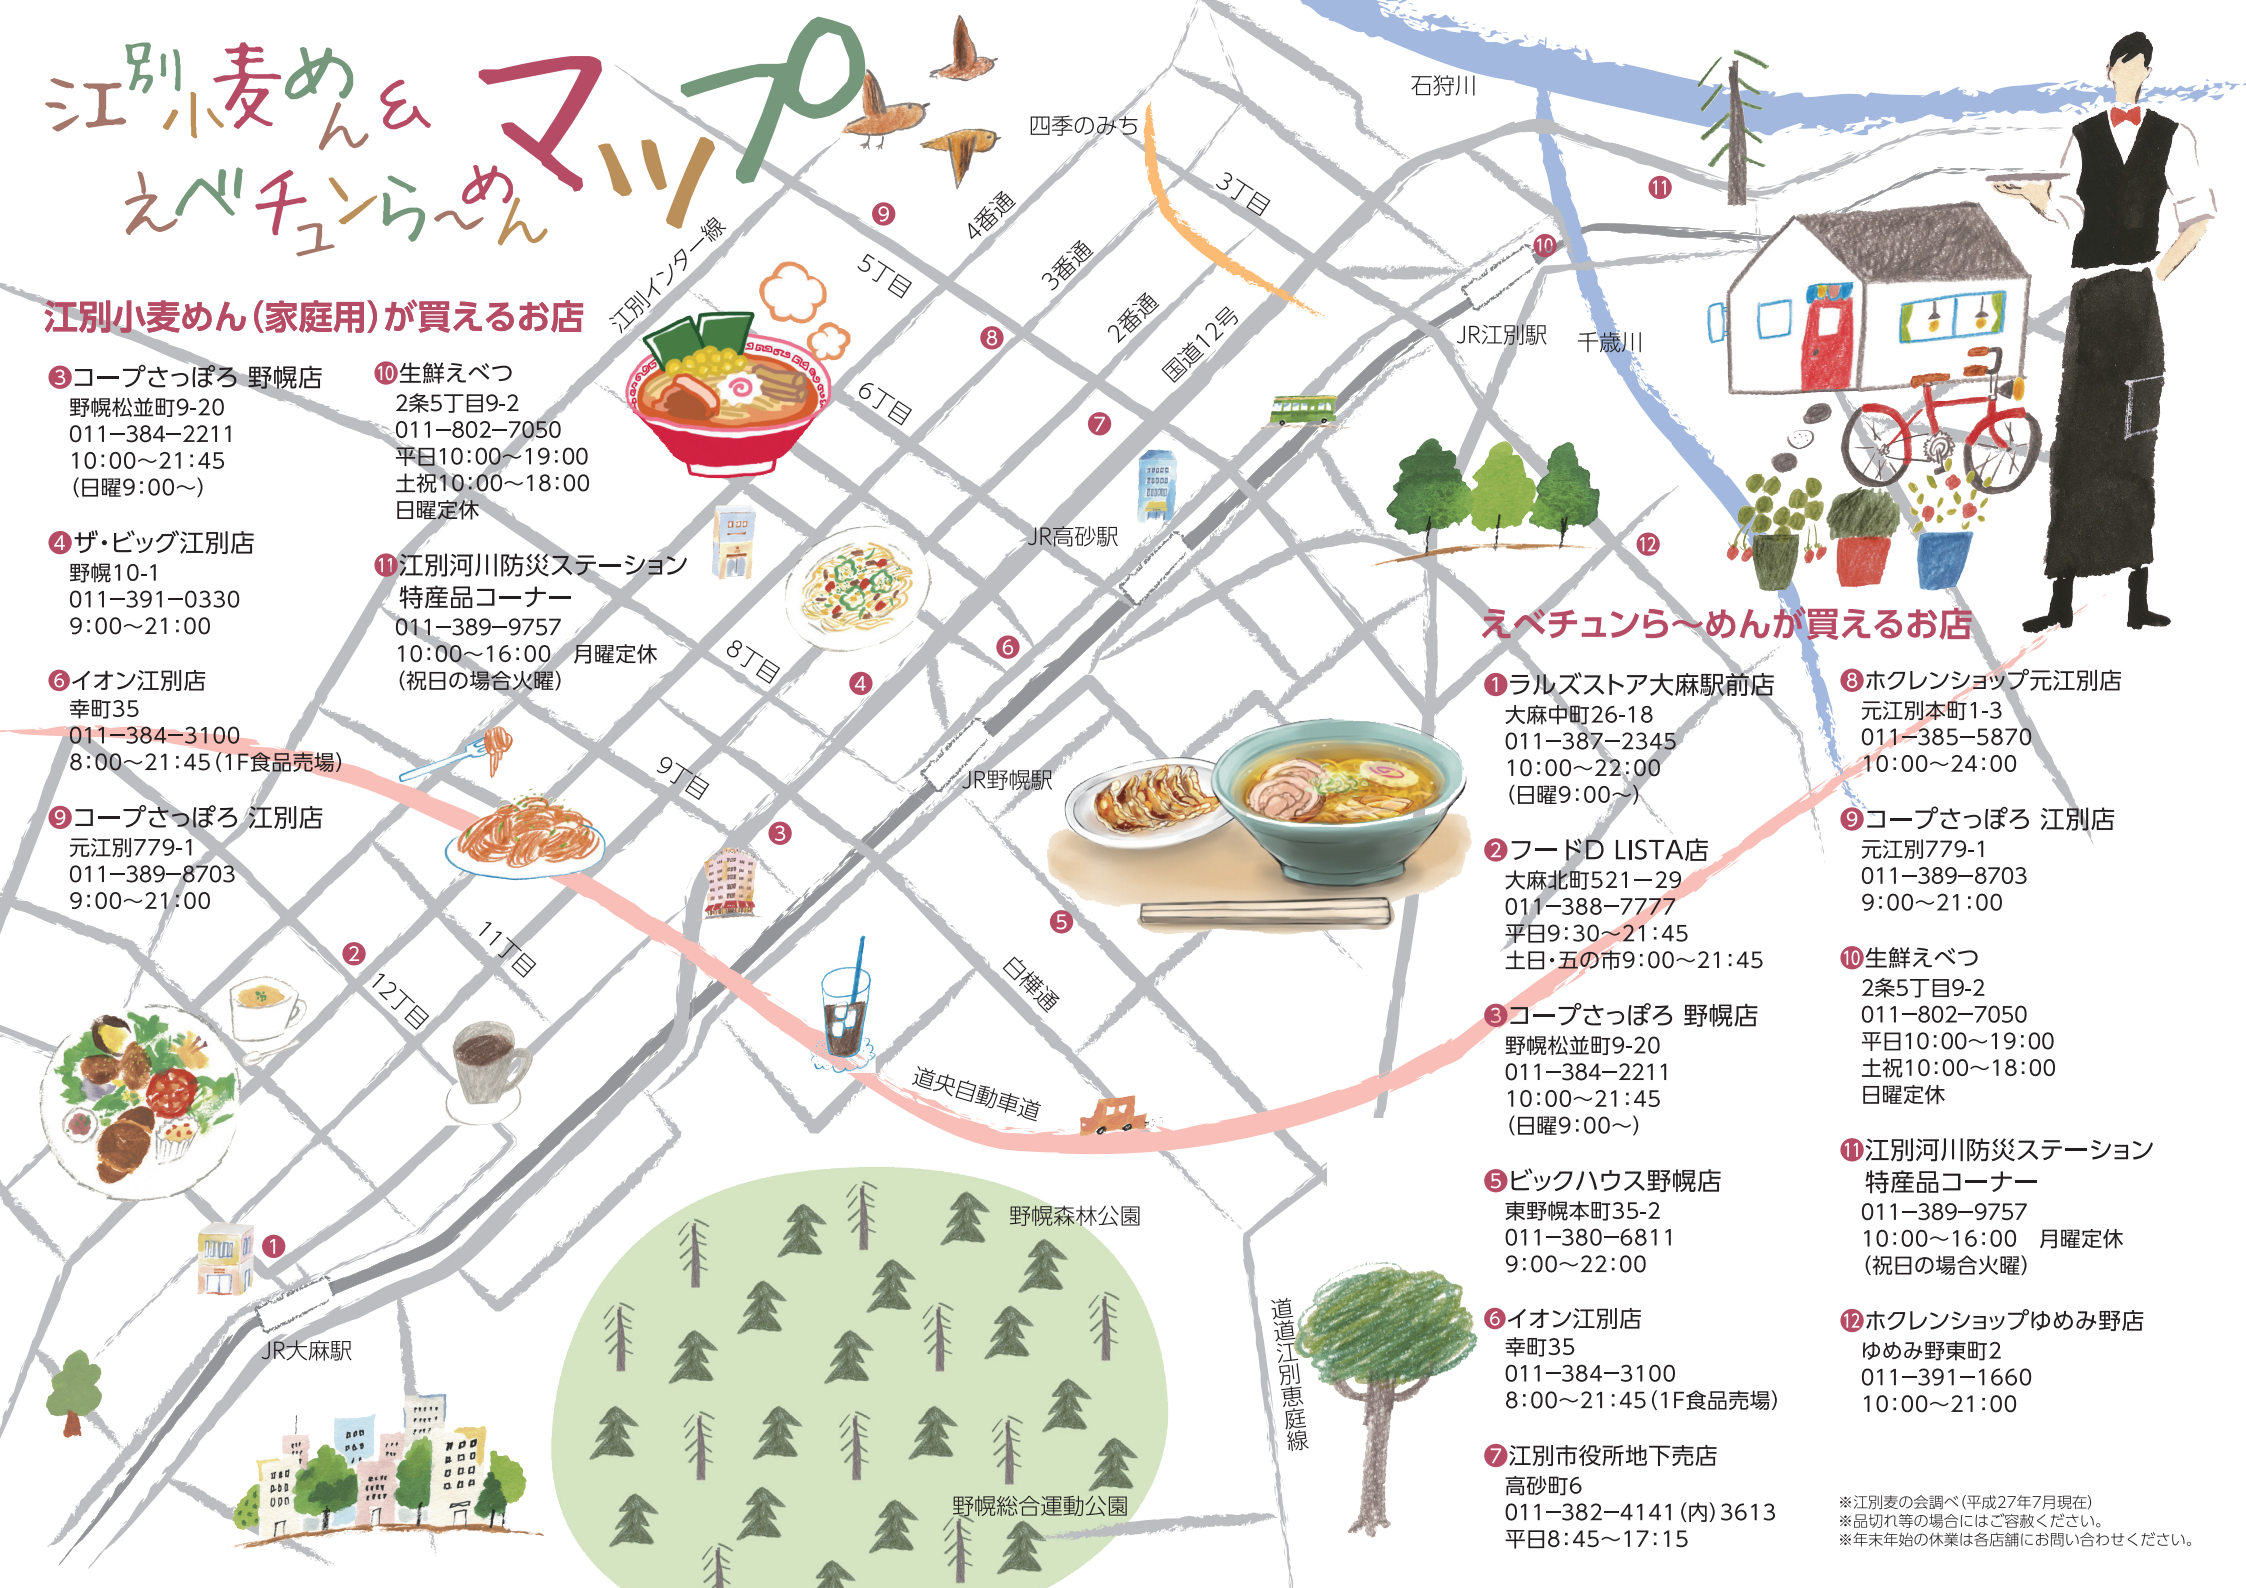 江別小麦めん&
えべチュンら～めん
マップ
江別小麦めん（家庭用）が買えるお店
❸コープさっぽろ 野幌店
野幌松並町9-20
011－384－2211
10：00～21：45
（日曜9：00～）
❹ザ・ビッグ江別店
野幌10-1
011－391－0330
9：00～21：00
❻イオン江別店
幸町35
011－384－3100
8：00～21：45（1F食品売場）
❾コープさっぽろ 江別店
元江別779-1
011－389－8703
9：00～21：00
❿生鮮えべつ
2条5丁目9-2
011－802－7050
平日10：00～19：00
土祝10：00～18：00
日曜定休
⓫江別河川防災ステーション
特産品コーナー
011－389－9757
10：00～16：00　月曜定休
（祝日の場合火曜）
石狩川
四季のみち
3丁目
4番通
3番通
2番通
国道12号
江別インター線
5丁目
6丁目
8丁目
9丁目
11丁目
12丁目
JR江別駅
千歳川
JR高砂駅
JR野幌駅
JR大麻駅
白樺通
道央自動車道
野幌森林公園
野幌総合運動公園
道道江別恵庭線
❶
❷
❸
❹
❺
❻
❼
❽
❾
❿
⓫
⓬
えべチュンら～めんが買えるお店
❶ラルズストア大麻駅前店
大麻中町26-18
011－387－2345
10：00～22：00
（日曜9：00～）
❷フードD LISTA店
大麻北町521－29
011－388－7777
平日9：30～21：45
土日・五の市9：00～21：45
❸コープさっぽろ 野幌店
野幌松並町9-20
011－384－2211
10：00～21：45
（日曜9：00～）
❺ビックハウス野幌店
東野幌本町35-2
011－380－6811
9：00～22：00
❻イオン江別店
幸町35
011－384－3100
8：00～21：45（1F食品売場）
❼江別市役所地下売店
高砂町6
011－382－4141（内）3613
平日8：45～17：15
❽ホクレンショップ元江別店
元江別本町1-3
011－385－5870
10：00～24：00
❾コープさっぽろ 江別店
元江別779-1
011－389－8703
9：00～21：00
❿生鮮えべつ
2条5丁目9-2
011－802－7050
平日10：00～19：00
土祝10：00～18：00
日曜定休
⓫江別河川防災ステーション
特産品コーナー
011－389－9757
10：00～16：00　月曜定休
（祝日の場合火曜）
⓬ホクレンショップゆめみ野店
ゆめみ野東町2
011－391－1660
10：00～21：00
※江別麦の会調べ（平成27年7月現在）
※品切れ等の場合にはご容赦ください。
※年末年始の休業は各店舗にお問い合わせください。